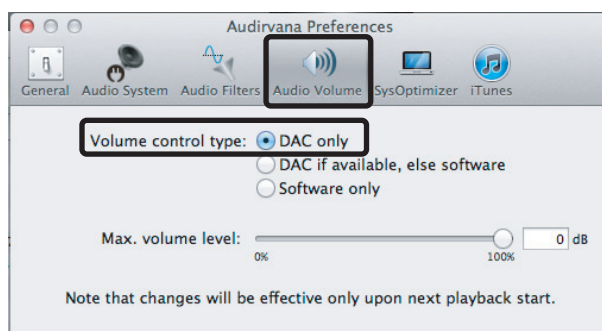 Audirvana Preferences
General Audio System Audio Filters Audio Volume SysOptimizer iTunes
Volume control type: DAC only
DAC if available, else software
Software only
Max. volume level: 0 dB
0% 100%
Note that changes will be effective only upon next playback start.